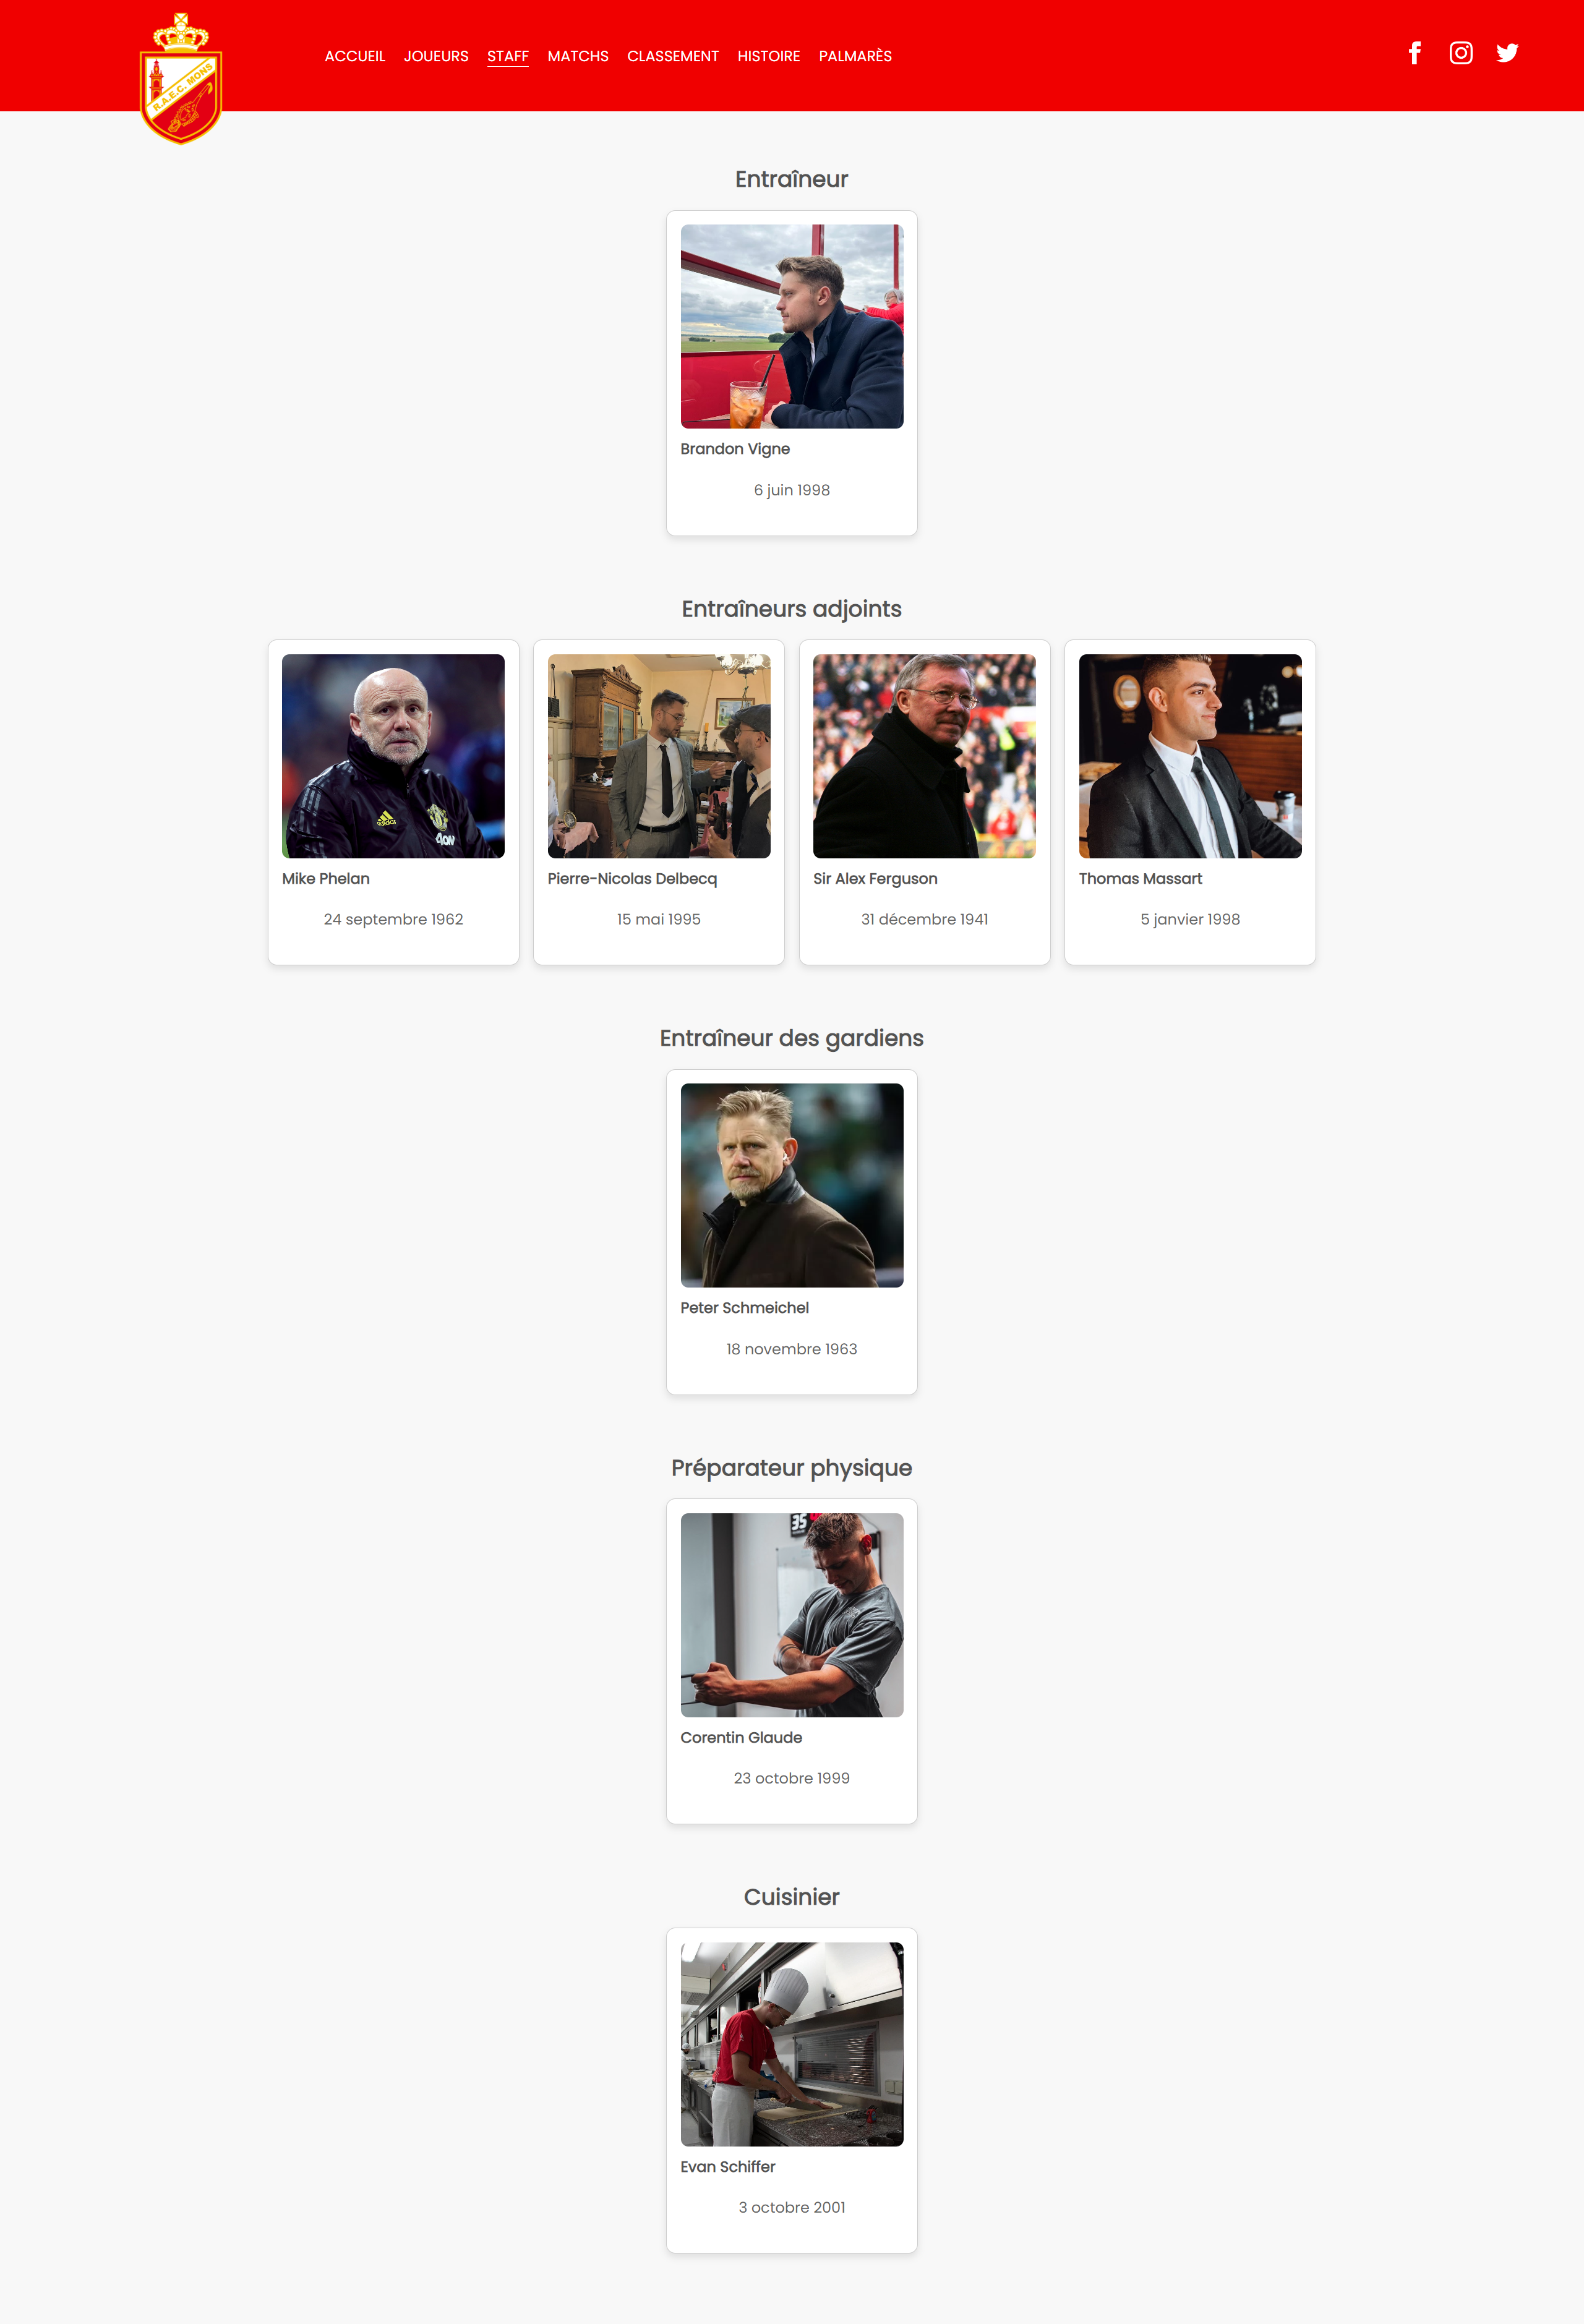 R.A.E.C. MONS
ACCUEIL JOUEURS STAFF MATCHS CLASSEMENT HISTOIRE PALMARÈS
Entraîneur
Brandon Vigne
6 juin 1998
Entraîneurs adjoints
adidas
AON
Mike Phelan
24 septembre 1962
Pierre-Nicolas Delbecq
15 mai 1995
Sir Alex Ferguson
31 décembre 1941
Thomas Massart
5 janvier 1998
Entraîneur des gardiens
Peter Schmeichel
18 novembre 1963
Préparateur physique
35
Corentin Glaude
23 octobre 1999
Cuisinier
Evan Schiffer
3 octobre 2001